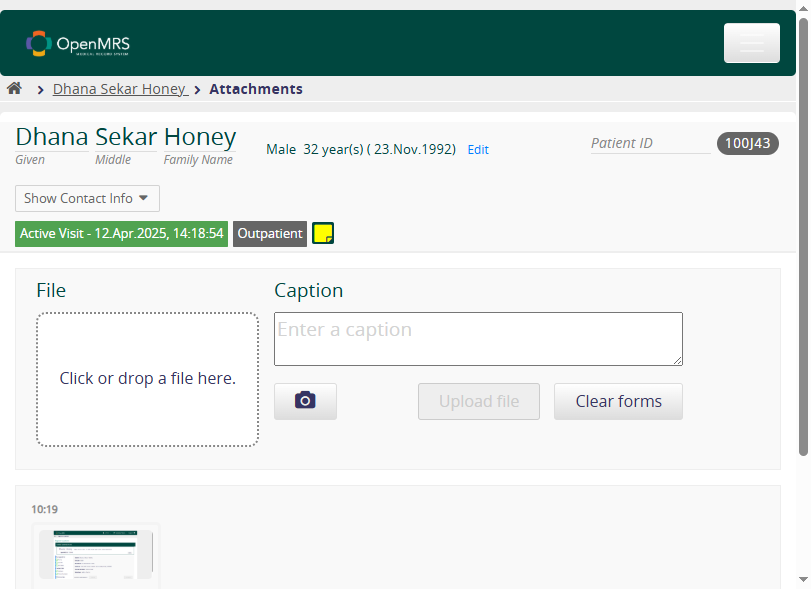 OpenMRS
MEDICAL RECORD SYSTEM
Dhana Sekar Honey > Attachments
Dhana Sekar Honey
Given Middle Family Name
Male 32 year(s) ( 23.Nov.1992) Edit
Patient ID 100J43
Show Contact Info
Active Visit - 12.Apr.2025, 14:18:54 Outpatient
File Caption
Enter a caption
Click or drop a file here.
Upload file Clear forms
10:19